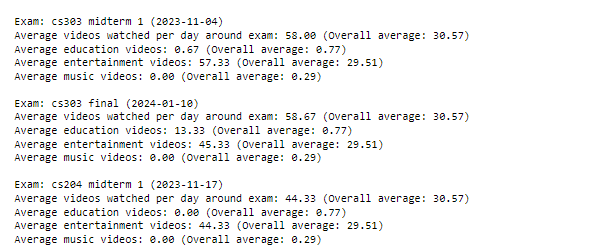 Exam: cs303 midterm 1 (2023-11-04)
Average videos watched per day around exam: 58.00 (Overall average: 30.57)
Average education videos: 0.67 (Overall average: 0.77)
Average entertainment videos: 57.33 (Overall average: 29.51)
Average music videos: 0.00 (Overall average: 0.29)
Exam: cs303 final (2024-01-10)
Average videos watched per day around exam: 58.67 (Overall average: 30.57)
Average education videos: 13.33 (Overall average: 0.77)
Average entertainment videos: 45.33 (Overall average: 29.51)
Average music videos: 0.00 (Overall average: 0.29)
Exam: cs204 midterm 1 (2023-11-17)
Average videos watched per day around exam: 44.33 (Overall average: 30.57)
Average education videos: 0.00 (Overall average: 0.77)
Average entertainment videos: 44.33 (Overall average: 29.51)
Average music videos: 0.00 (Overall average: 0.29)